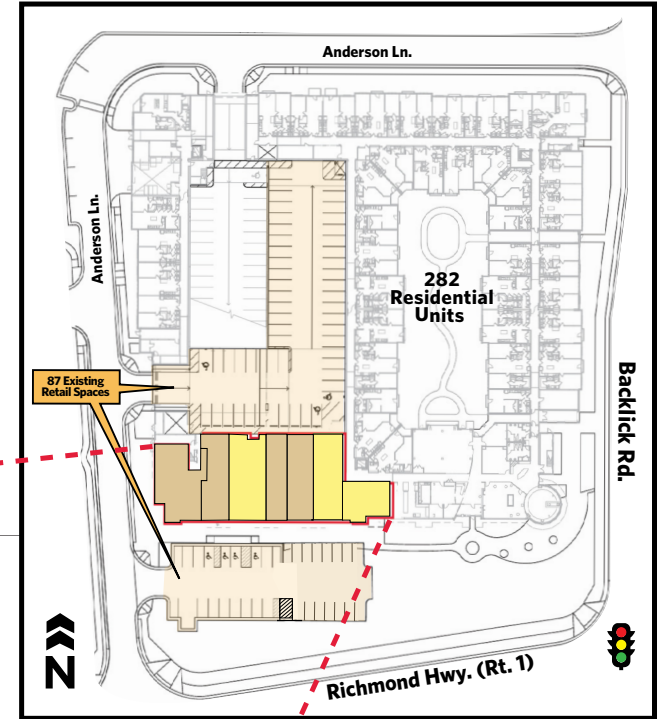 Anderson Ln.
Anderson Ln.
282
Residential
Units
87 Existing
Retail Spaces
Backlick Rd.
N
Richmond Hwy. (Rt. 1)